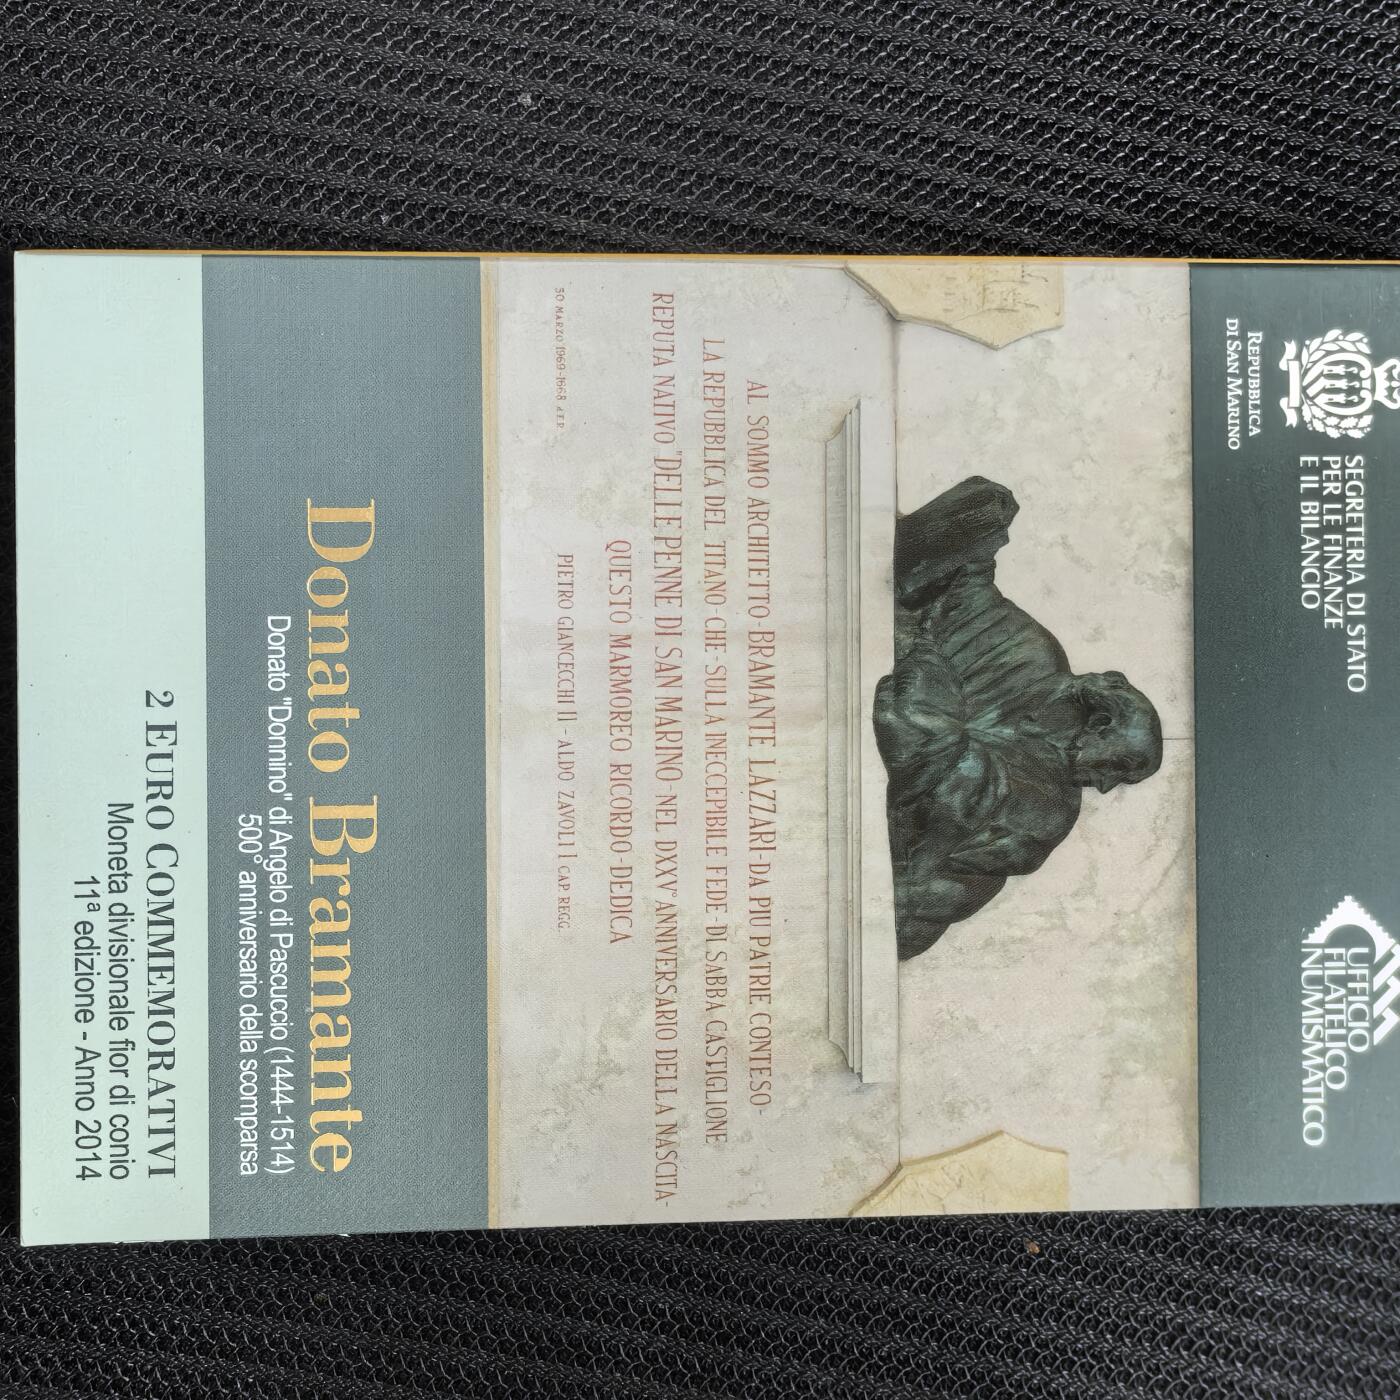 REPUBBLICA
DI SAN MARINO
SEGRETERIA DI STATO
PER LE FINANZE
E IL BILANCIO
UFFICIO
FILATELICO
NUMISMATICO
AL SOMMO ARCHITETTO-BRAMANTE LAZZARI-DA PIU PATRIE CONTESO-
LA REPUBBLICA DEL TITANO-CHE-SULLA INECCEPIBILE FEDE DI SABBA CASTIGLIONE
REPUTA NATIVO "DELLE PENNE DI SAN MARINO-NEL DXXV° ANNIVERSARIO DELLA NASCITA-
QUESTO MARMOREO RICORDO-DEDICA
30 MARZO 1969-1668 d.F.R.
PIETRO GIANCECCHI II - ALDO ZAVOLI I CAP. REGG.
Donato Bramante
Donato "Donnino" di Angelo di Pascuccio (1444-1514)
500° anniversario della scomparsa
2 EURO COMMEMORATIVI
Moneta divisionale fior di conio
11ª edizione - Anno 2014